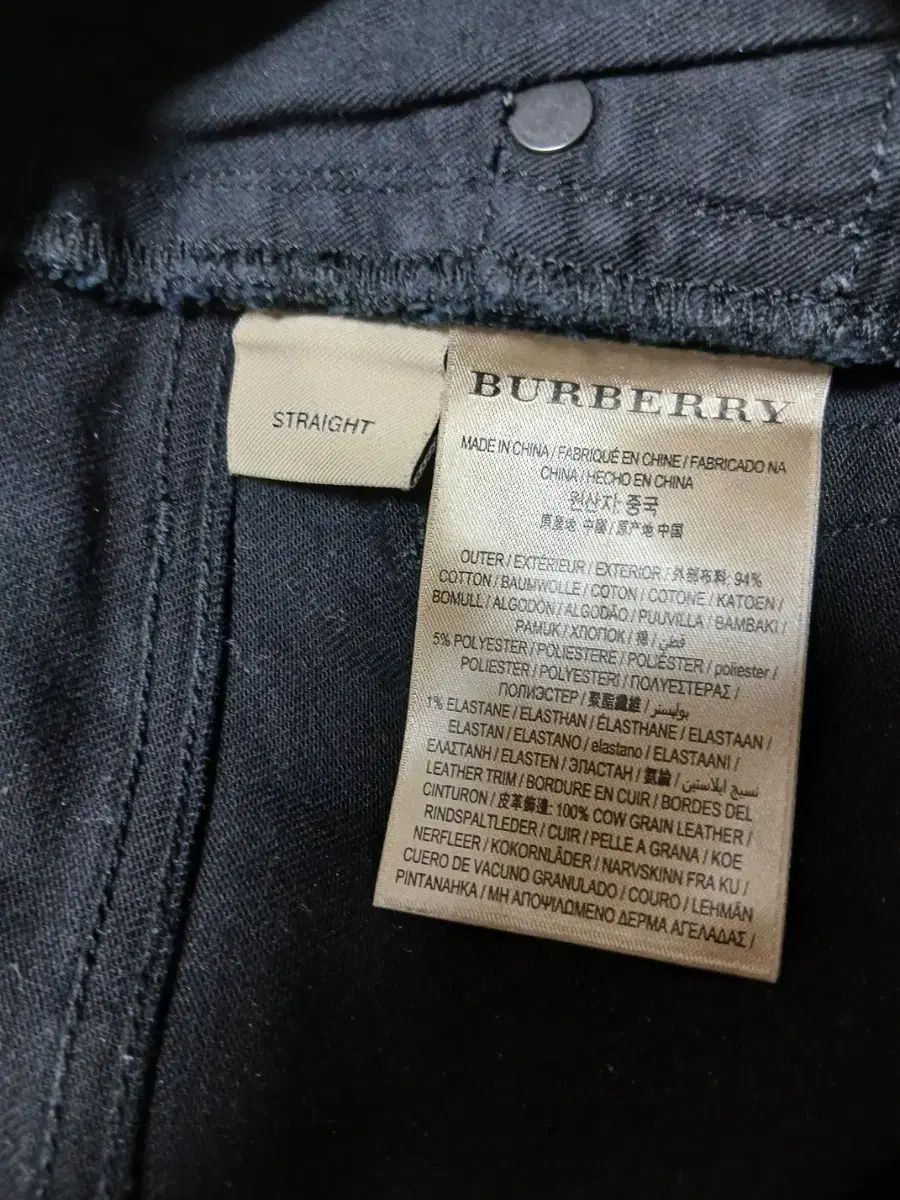 STRAIGHT
BURBERRY
MADE IN CHINA / FABRIQUÉ EN CHINE / FABRICADO NA
CHINA / HECHO EN CHINA
원산지: 중국
原産地 中國 / 原产地 中国
OUTER / EXTÉRIEUR / EXTERIOR / 外部布料: 94%
COTTON / BAUMWOLLE / COTON / COTONE / KATOEN /
BOMULL / ALGODON / ALGODÃO / PUUVILLA / BAMBAKI /
PAMUK / ХЛОПОК / 棉 / قطن /
5% POLYESTER / POLIESTERE / POLIESTER / poliester /
POLIESTER / POLYESTERI / ΠΟΛΥΕΣΤΕΡΑΣ /
ПОЛИЭСТЕР / 聚酯纖維 / بوليستر /
1% ELASTANE / ELASTHAN / ÉLASTHANE / ELASTAAN /
ELASTAN / ELASTANO / elastano / ELASTAANI /
ΕΛΑΣΤΑΝΗ / ELASTEN / ЭЛАСТАН / 氨綸 / نسيج ايلاستين /
LEATHER TRIM / BORDURE EN CUIR / BORDES DEL
CINTURON / 皮革飾邊: 100% COW GRAIN LEATHER /
RINDSPALTLEDER / CUIR / PELLE A GRANA / KOE
NERFLEER / KOKORNLÄDER / NARVSKINN FRA KU /
CUERO DE VACUNO GRANULADO / COURO / LEHMÄN
PINTANAHKA / ΜΗ ΑΠΟΨΙΛΩΜΕΝΟ ΔΕΡΜΑ ΑΓΕΛΑΔΑΣ /